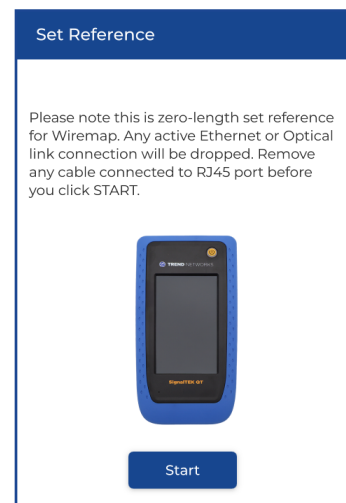 Set Reference
Please note this is zero-length set reference
for Wiremap. Any active Ethernet or Optical
link connection will be dropped. Remove
any cable connected to RJ45 port before
you click START.
TREND NETWORKS
SignalTEK QT
Start